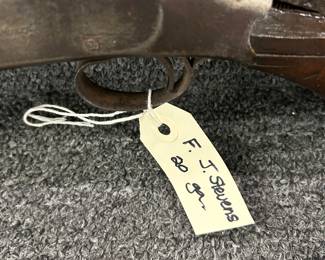 F. J. Stevens
20 ga.